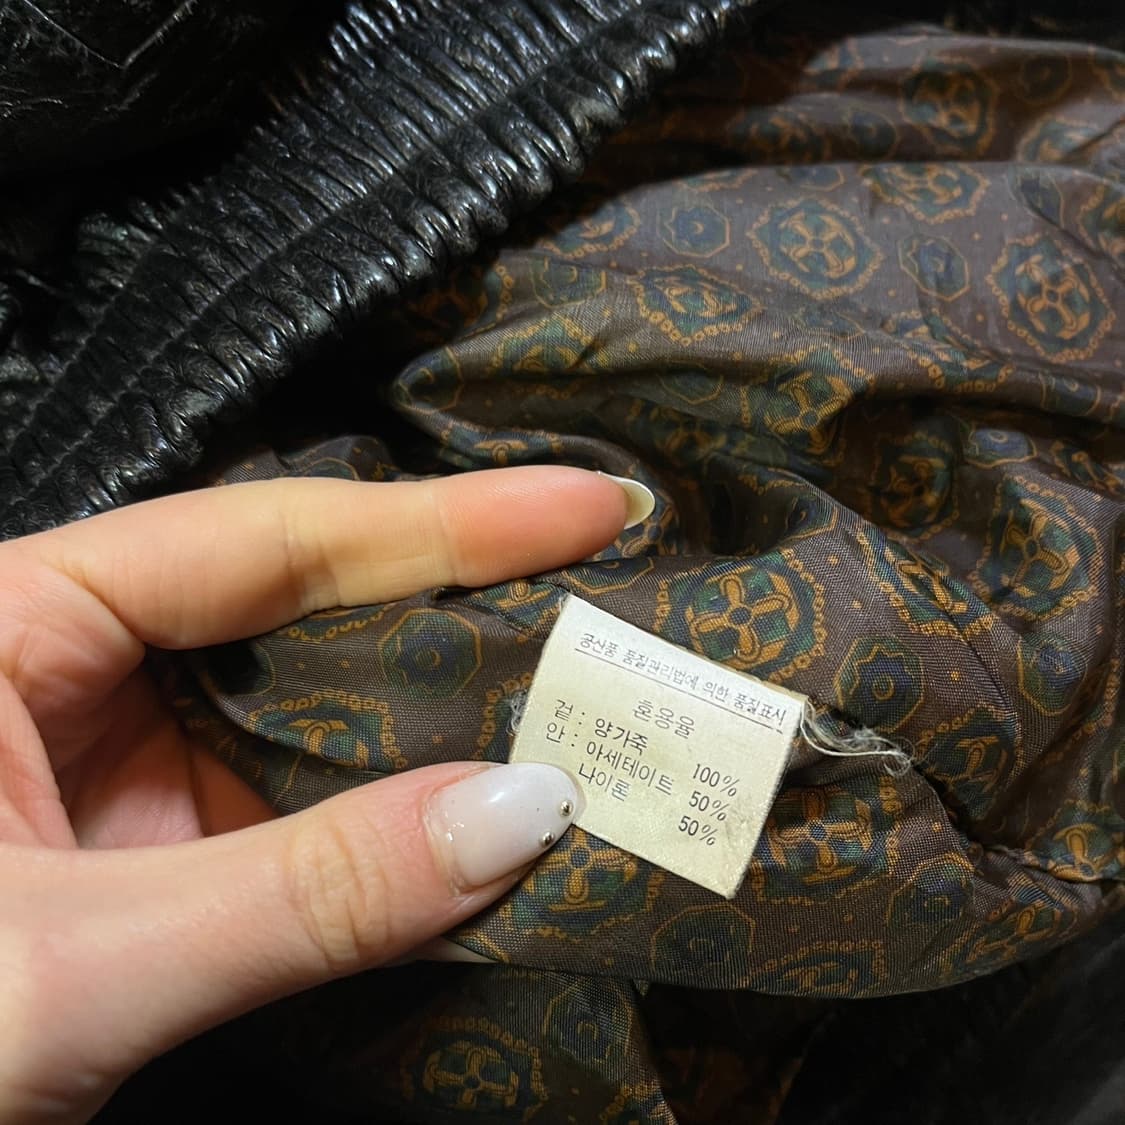 공산품 품질관리법에 의한 품질표시
혼용율
겉 : 양가죽 100%
안 : 아세테이트 50%
나이론 50%